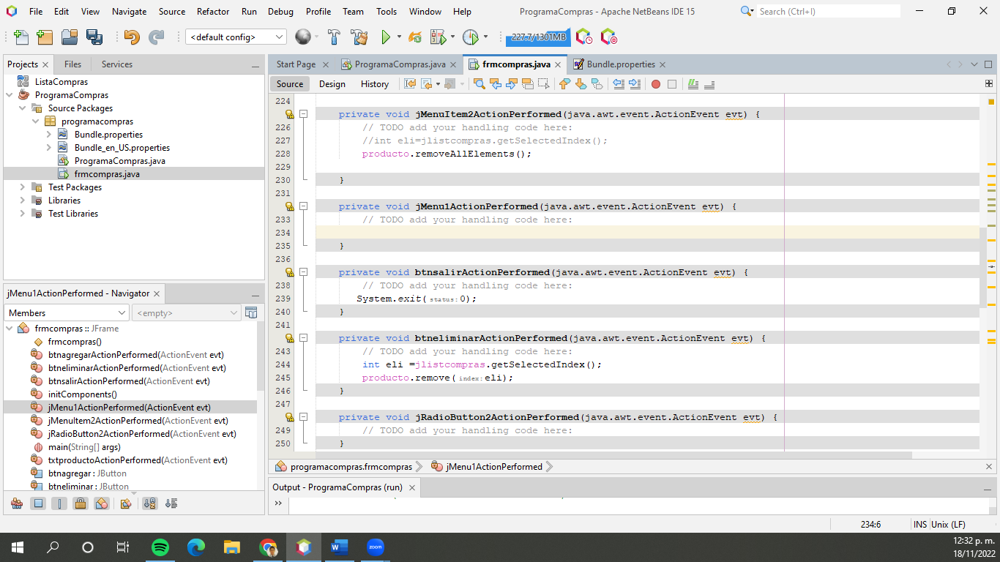 File Edit View Navigate Source Refactor Run Debug Profile Team Tools Window Help ProgramaCompras - Apache NetBeans IDE 15 Search (Ctrl+I)
<default config> 227.7/1301MB
Projects Files Services
ListaCompras
ProgramaCompras
Source Packages
programacompras
Bundle.properties
Bundle_en_US.properties
ProgramaCompras.java
frmcompras.java
Test Packages
Libraries
Test Libraries
jMenu1ActionPerformed - Navigator
Members <empty>
frmcompras :: JFrame
frmcompras()
btnagregarActionPerformed(ActionEvent evt)
btneliminarActionPerformed(ActionEvent evt)
btnsalirActionPerformed(ActionEvent evt)
initComponents()
jMenu1ActionPerformed(ActionEvent evt)
jMenuItem2ActionPerformed(ActionEvent evt)
jRadioButton2ActionPerformed(ActionEvent evt)
main(String[] args)
txtproductoActionPerformed(ActionEvent evt)
btnagregar : JButton
btneliminar : JButton
Start Page ProgramaCompras.java frmcompras.java Bundle.properties
Source Design History
224
private void jMenuItem2ActionPerformed(java.awt.event.ActionEvent evt) {
226 // TODO add your handling code here:
227 //int eli=jlistcompras.getSelectedIndex();
228 producto.removeAllElements();
229
230 }
231
private void jMenu1ActionPerformed(java.awt.event.ActionEvent evt) {
233 // TODO add your handling code here:
234
235 }
236
private void btnsalirActionPerformed(java.awt.event.ActionEvent evt) {
238 // TODO add your handling code here:
239 System.exit(status:0);
240 }
241
private void btneliminarActionPerformed(java.awt.event.ActionEvent evt) {
243 // TODO add your handling code here:
244 int eli =jlistcompras.getSelectedIndex();
245 producto.remove(index:eli);
246 }
247
private void jRadioButton2ActionPerformed(java.awt.event.ActionEvent evt) {
249 // TODO add your handling code here:
250 }
programacompras.frmcompras jMenu1ActionPerformed
Output - ProgramaCompras (run)
234:6 INS Unix (LF)
zoom
12:32 p. m.
18/11/2022